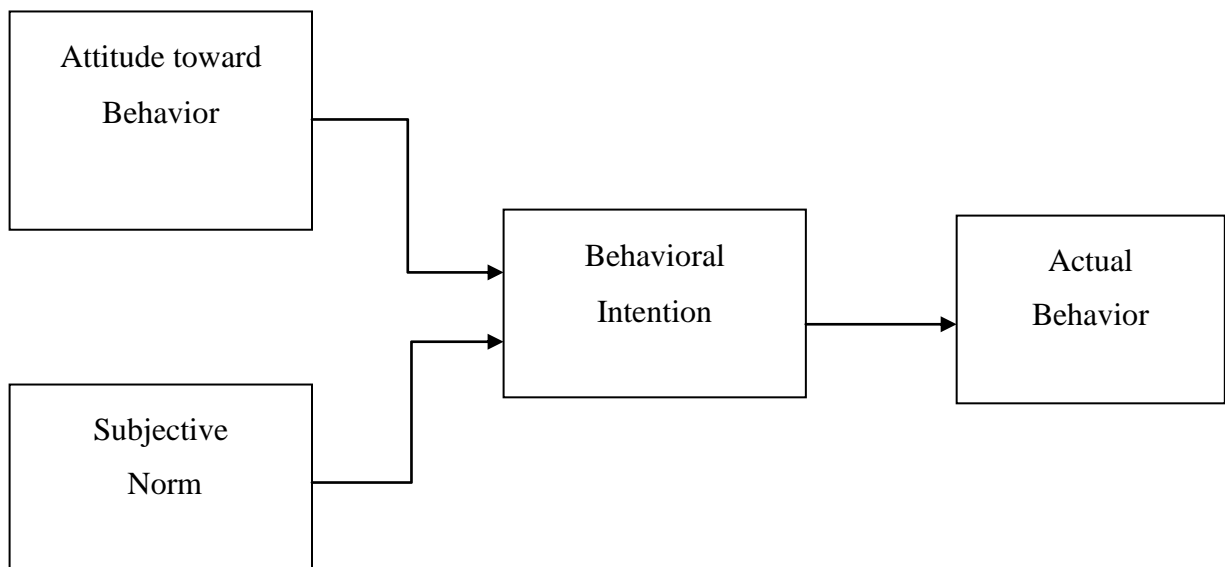 Attitude toward
Behavior
Behavioral
Intention
Actual
Behavior
Subjective
Norm